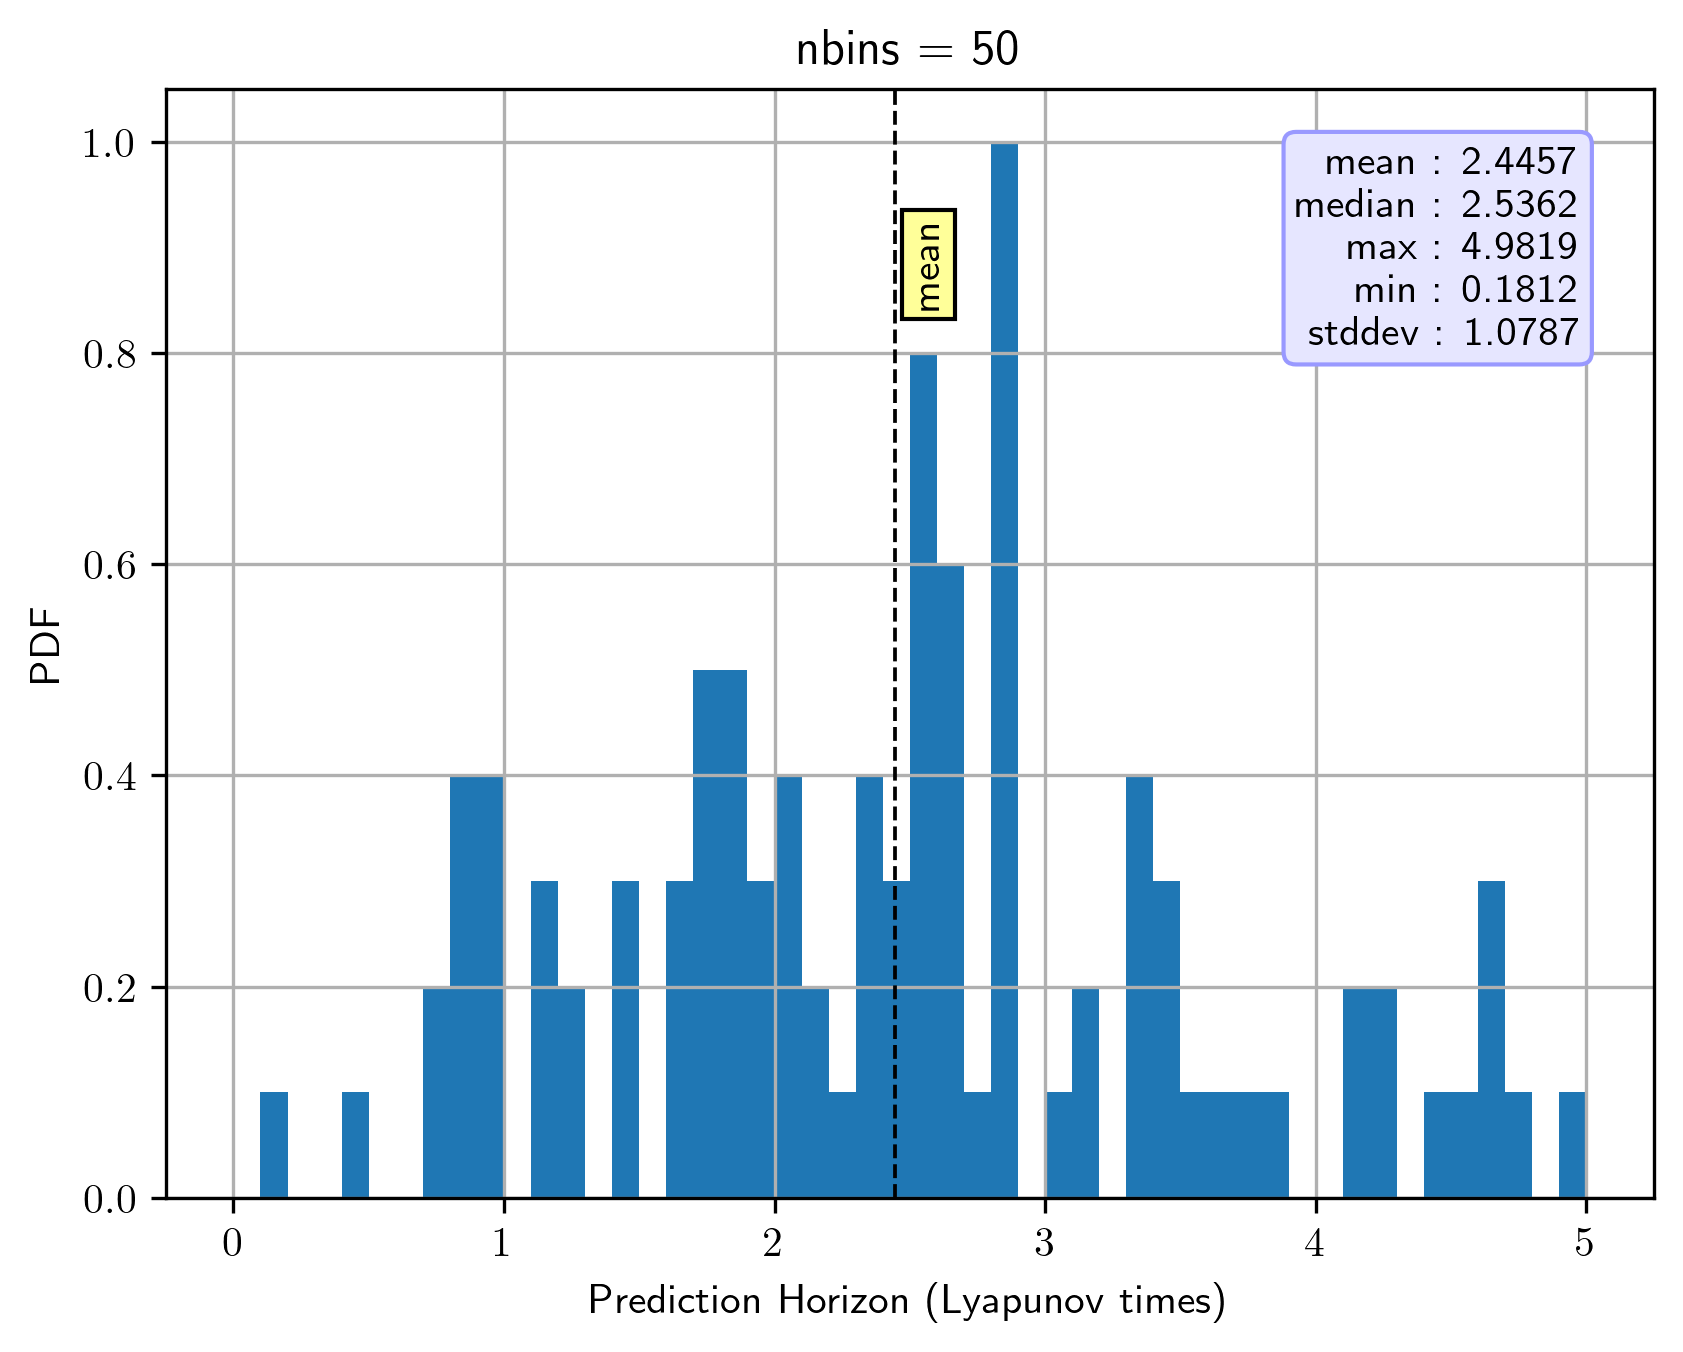 nbins = 50
1.0
0.8
0.6
0.4
0.2
0.0
PDF
mean
mean : 2.4457
median : 2.5362
max : 4.9819
min : 0.1812
stddev : 1.0787
0 1 2 3 4 5
Prediction Horizon (Lyapunov times)